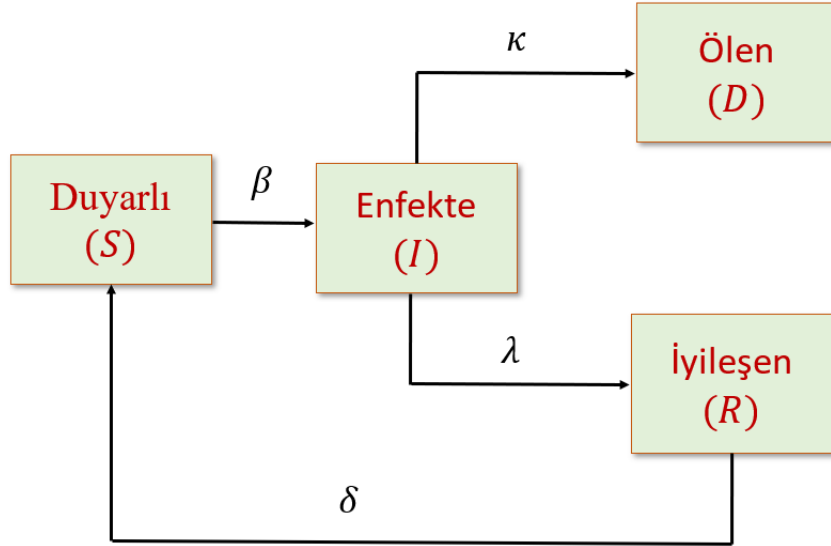 κ
Ölen
(D)
Duyarlı
(S)
β
Enfekte
(I)
λ
İyileşen
(R)
δ